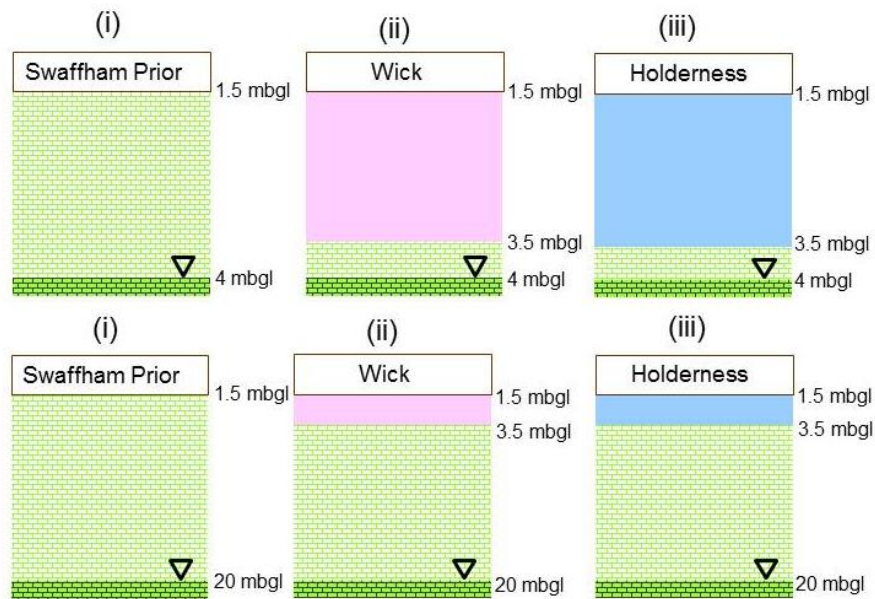 (i) (ii) (iii)
Swaffham Prior Wick Holderness
1.5 mbgl 1.5 mbgl 1.5 mbgl
3.5 mbgl 3.5 mbgl
4 mbgl 4 mbgl 4 mbgl
(i) (ii) (iii)
Swaffham Prior Wick Holderness
1.5 mbgl 1.5 mbgl 1.5 mbgl
3.5 mbgl 3.5 mbgl
20 mbgl 20 mbgl 20 mbgl